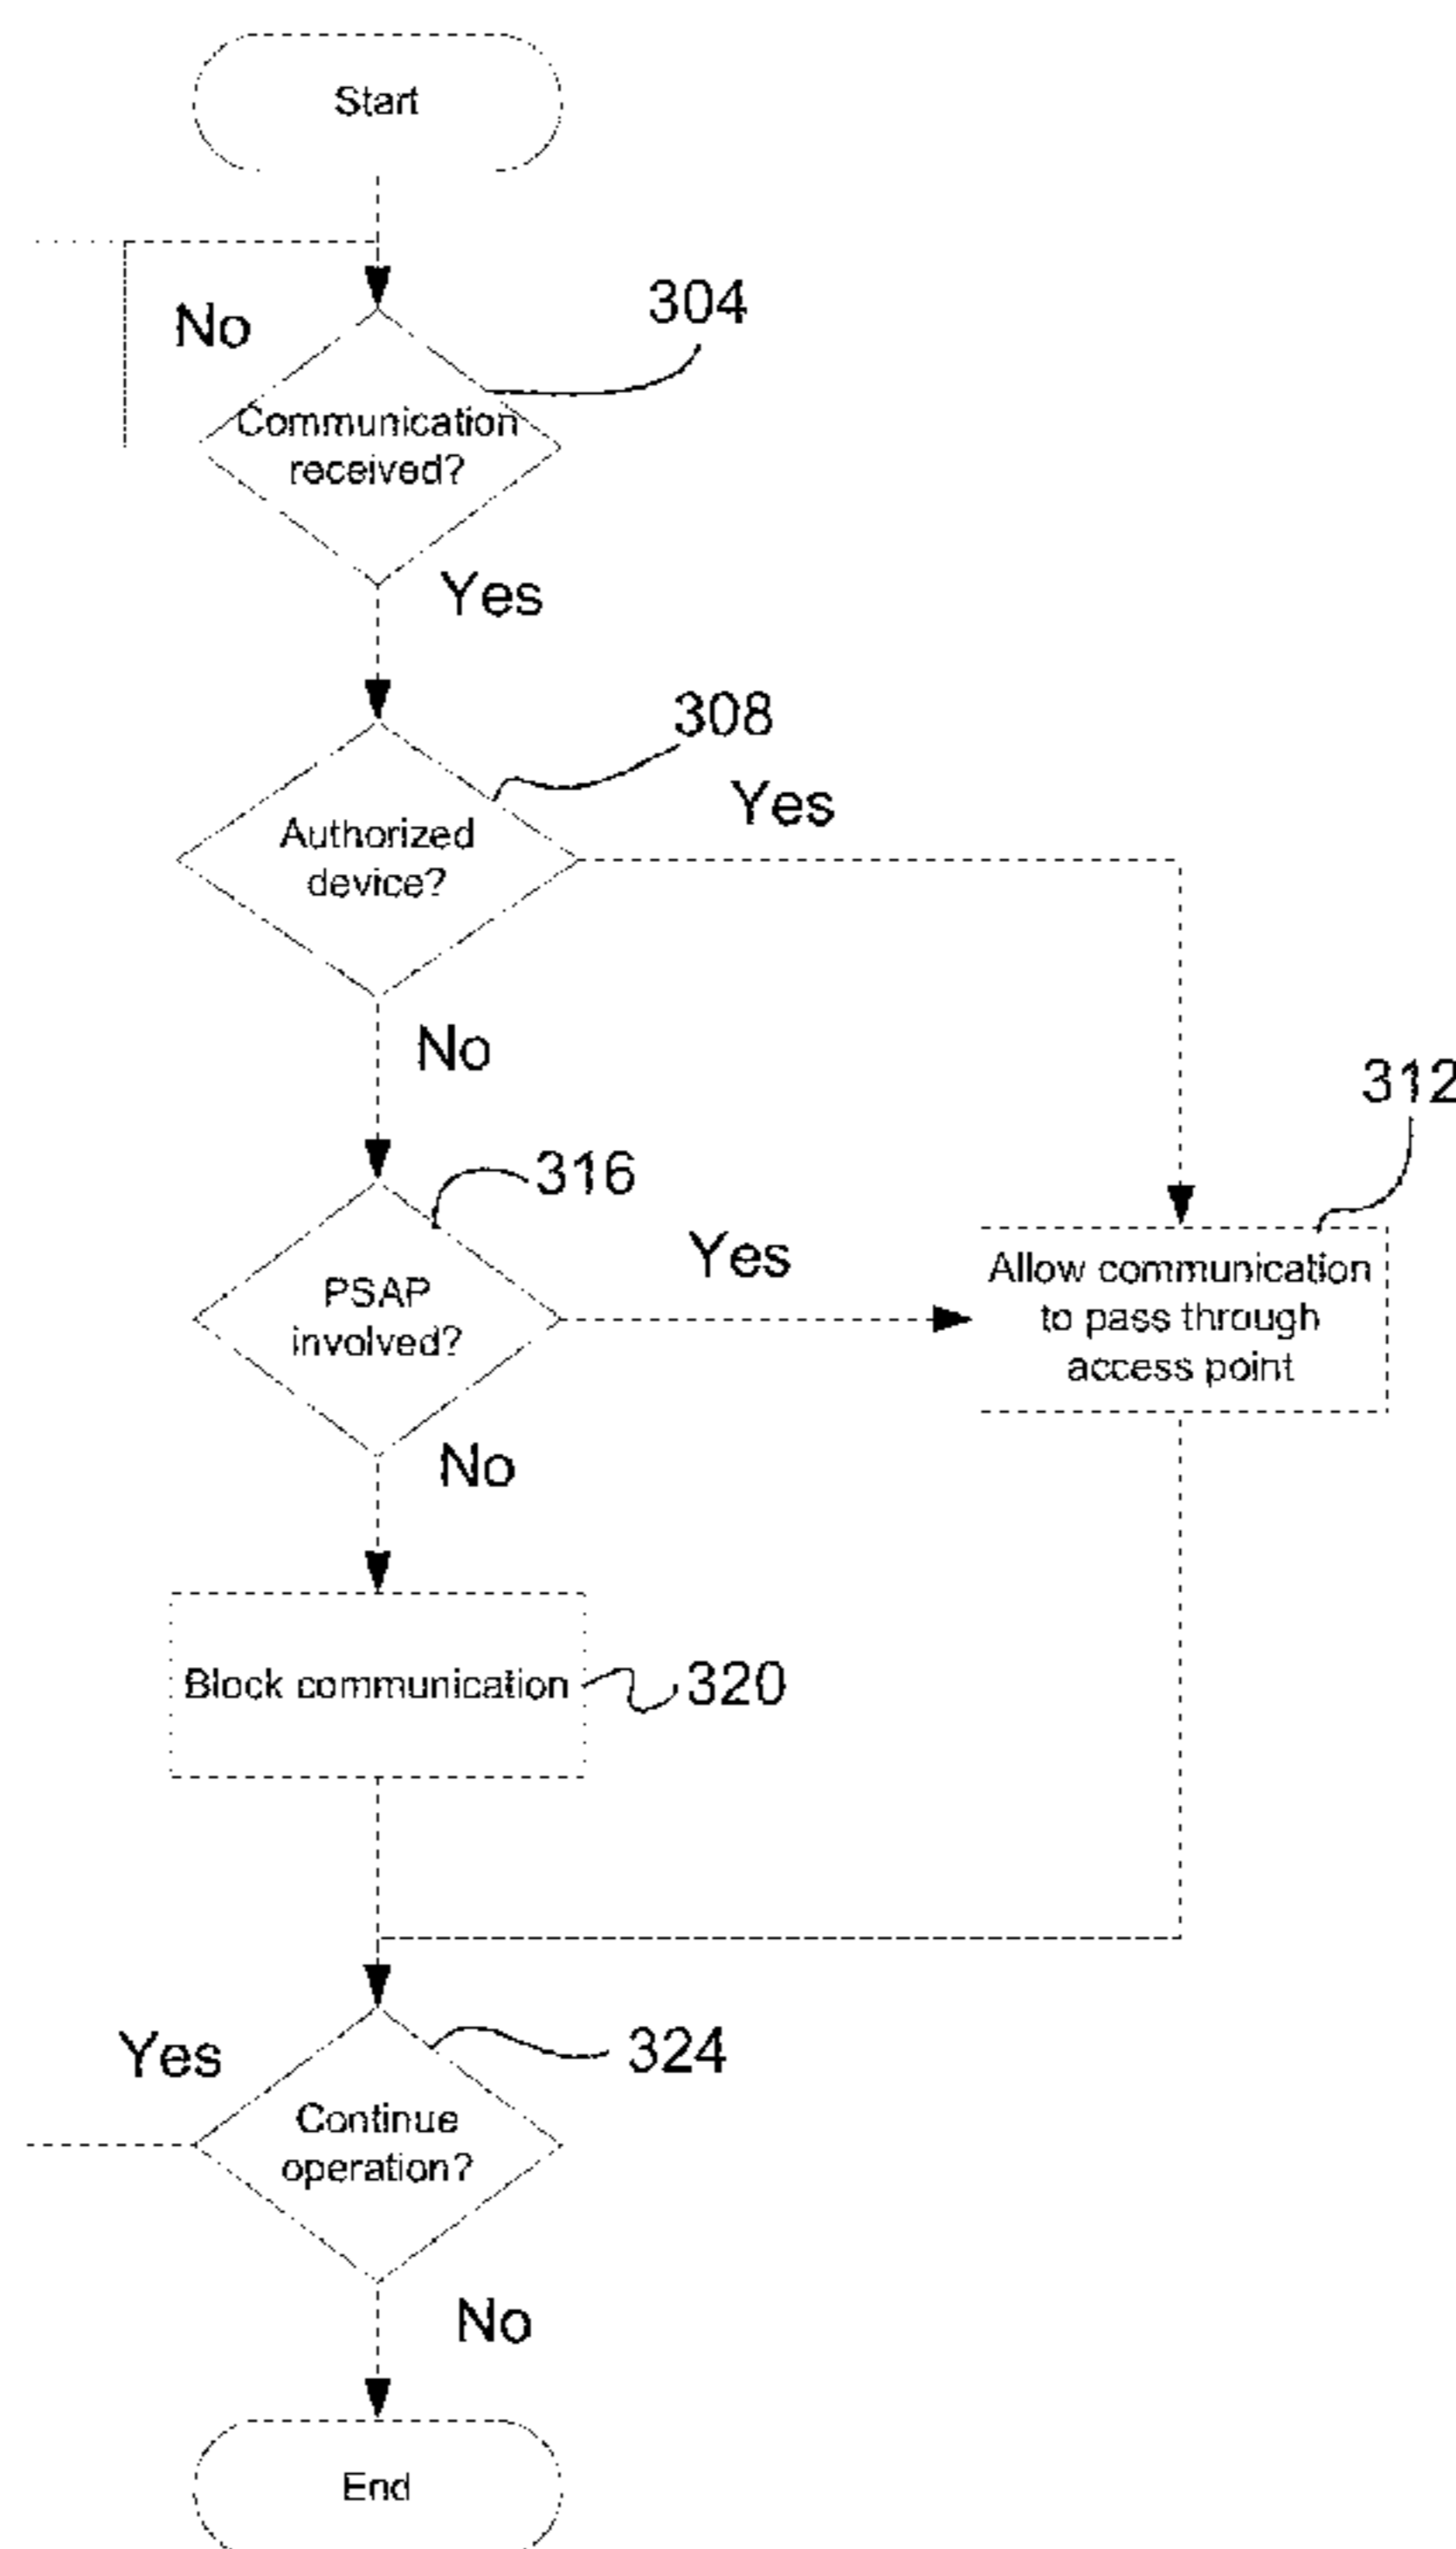 Start
No
304
Communication
received?
Yes
308
Yes
Authorized
device?
No
312
316
Yes
Allow communication
to pass through
access point
PSAP
involved?
No
Block communication
320
Yes
324
Continue
operation?
No
End